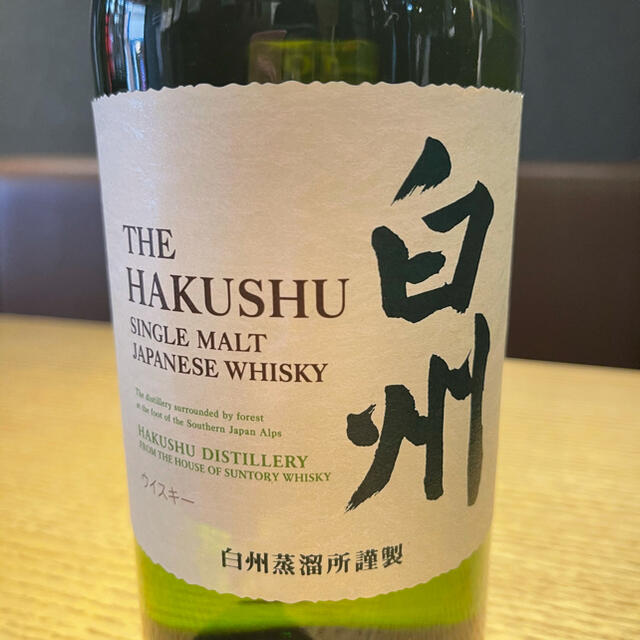 白州
THE
HAKUSHU
SINGLE MALT
JAPANESE WHISKY
The distillery surrounded by forest
at the foot of the Southern Japan Alps
HAKUSHU DISTILLERY
FROM THE HOUSE OF SUNTORY WHISKY
ウイスキー
白州蒸溜所謹製